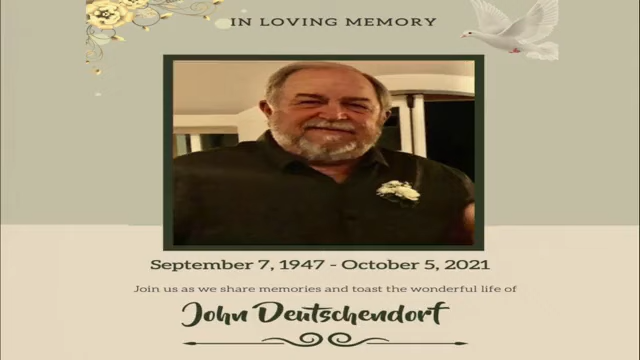 IN LOVING MEMORY
September 7, 1947 - October 5, 2021
Join us as we share memories and toast the wonderful life of
John Deutschendorf